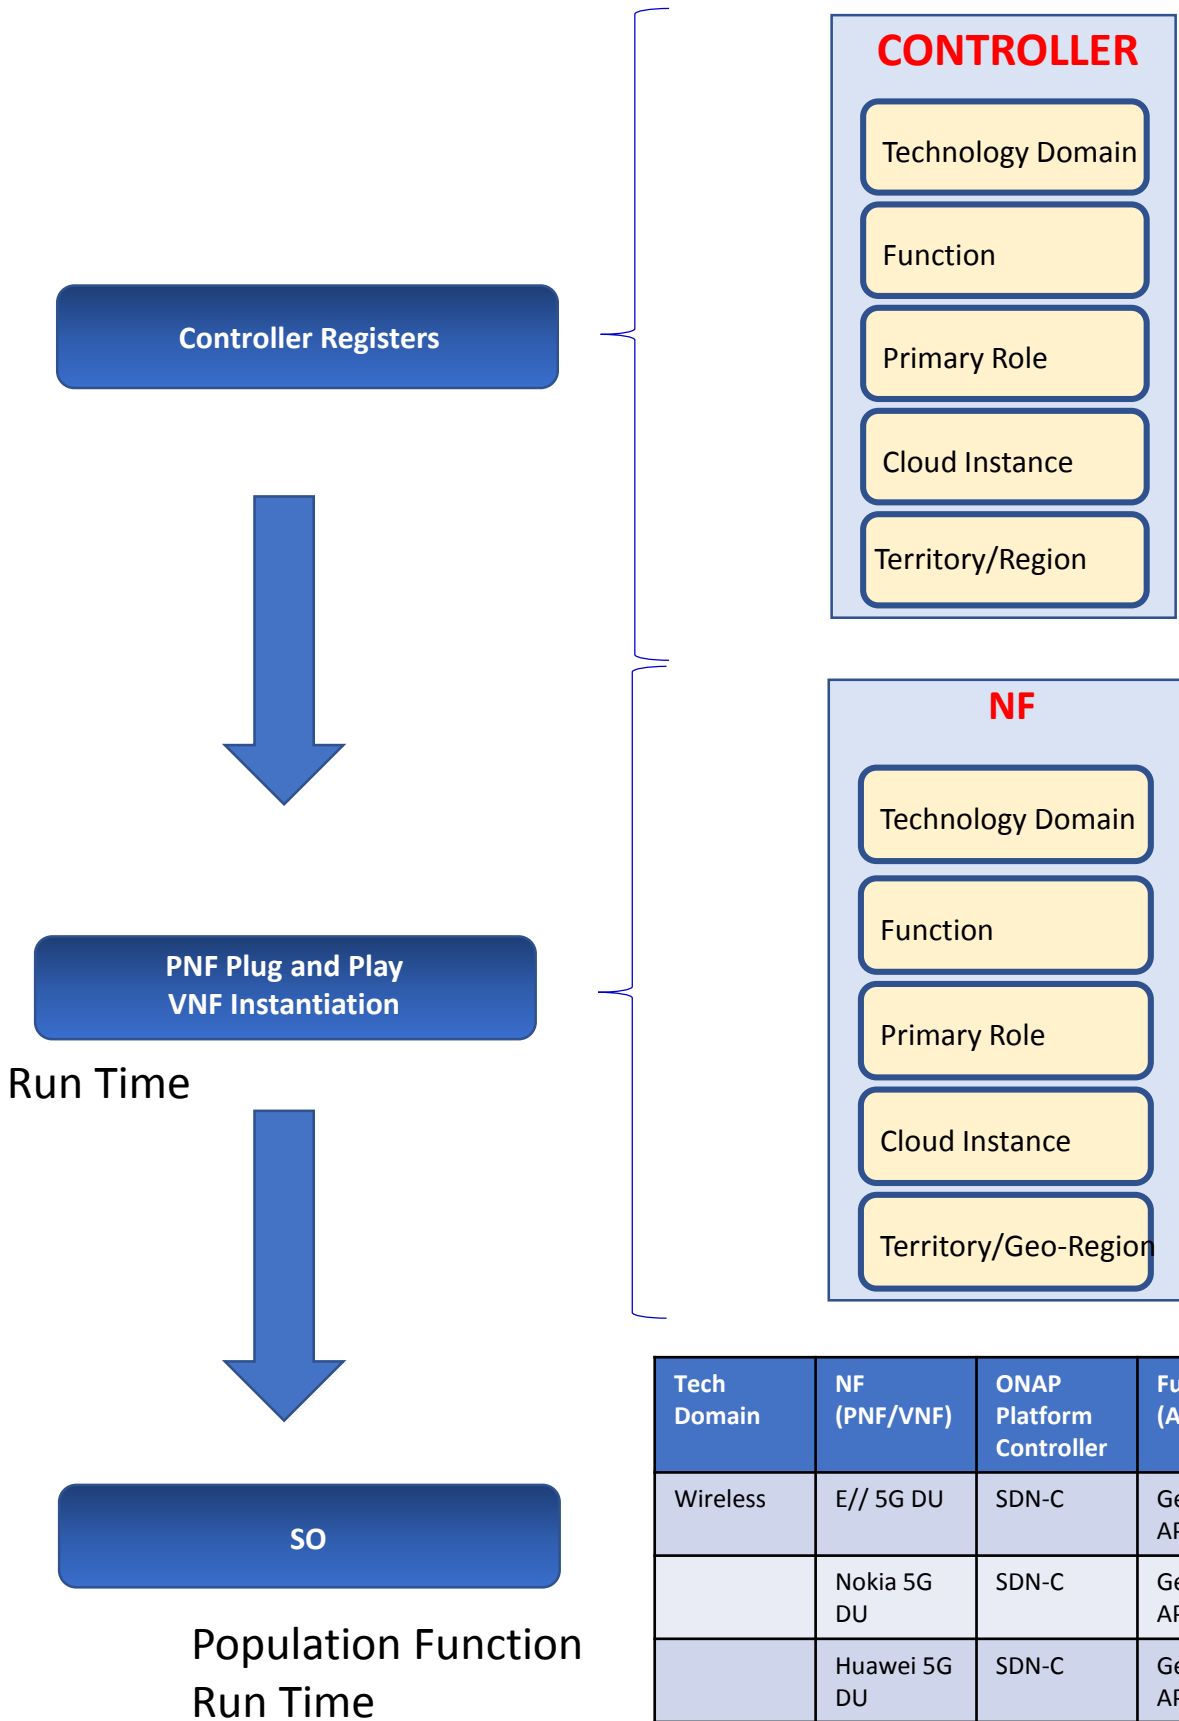 CONTROLLER
Technology Domain
Function
Primary Role
Cloud Instance
Territory/Region
Controller Registers
NF
Technology Domain
Function
Primary Role
Cloud Instance
Territory/Geo-Region
PNF Plug and Play
VNF Instantiation
Run Time
SO
Population Function
Run Time
Tech
Domain
NF
(PNF/VNF)
ONAP
Platform
Controller
Wireless
E// 5G DU
SDN-C
Nokia 5G
DU
SDN-C
Huawei 5G
DU
SDN-C